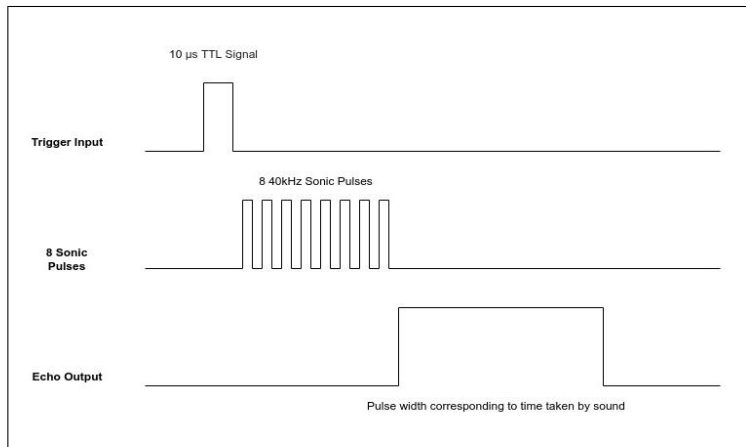 10 µs TTL Signal
Trigger Input
8 40kHz Sonic Pulses
8 Sonic
Pulses
Echo Output
Pulse width corresponding to time taken by sound